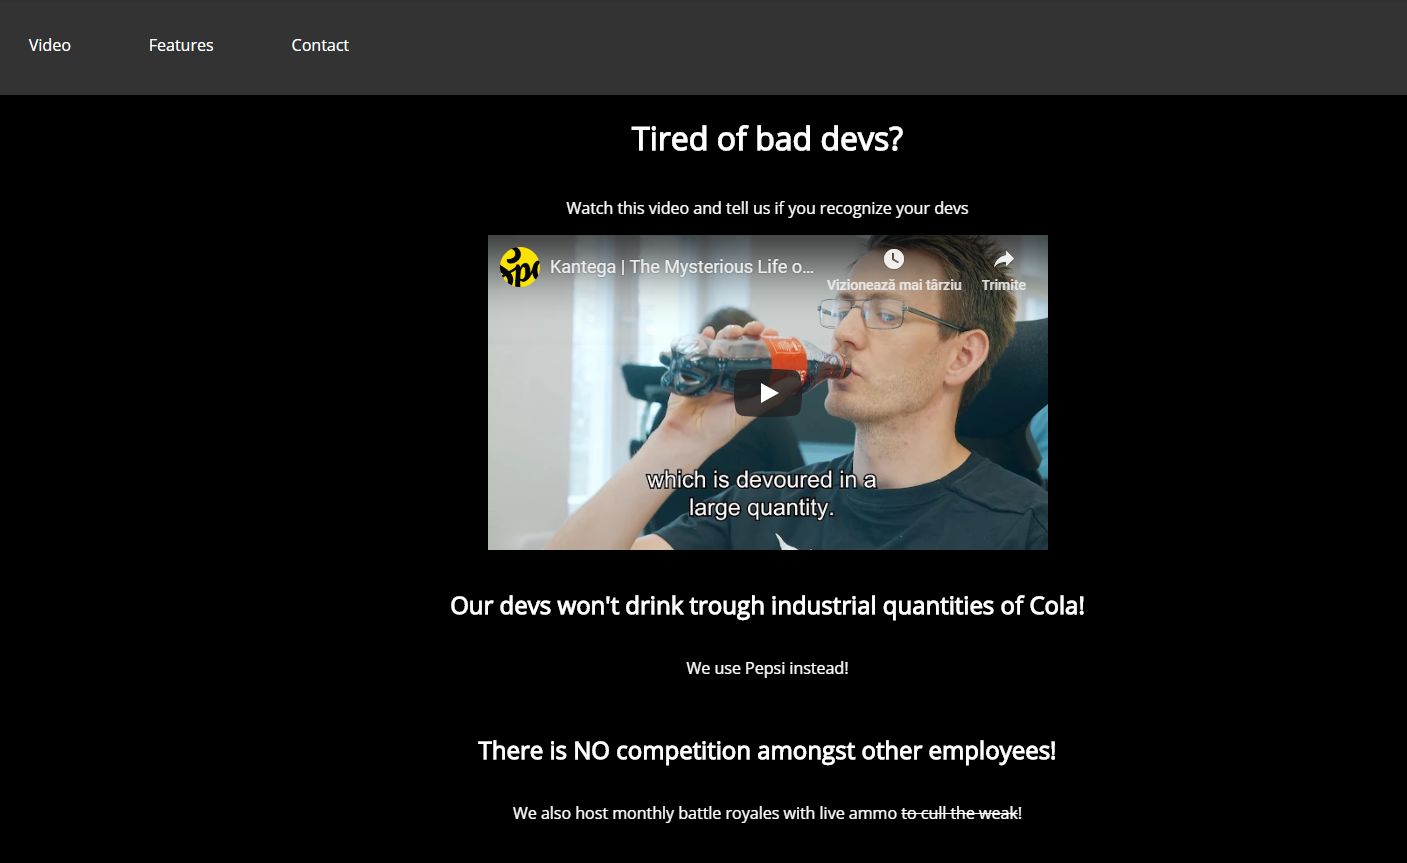 Video Features Contact
Tired of bad devs?
Watch this video and tell us if you recognize your devs
Kantega | The Mysterious Life o...
Vizionează mai târziu Trimite
which is devoured in a
large quantity.
Our devs won't drink trough industrial quantities of Cola!
We use Pepsi instead!
There is NO competition amongst other employees!
We also host monthly battle royales with live ammo to cull the weak!